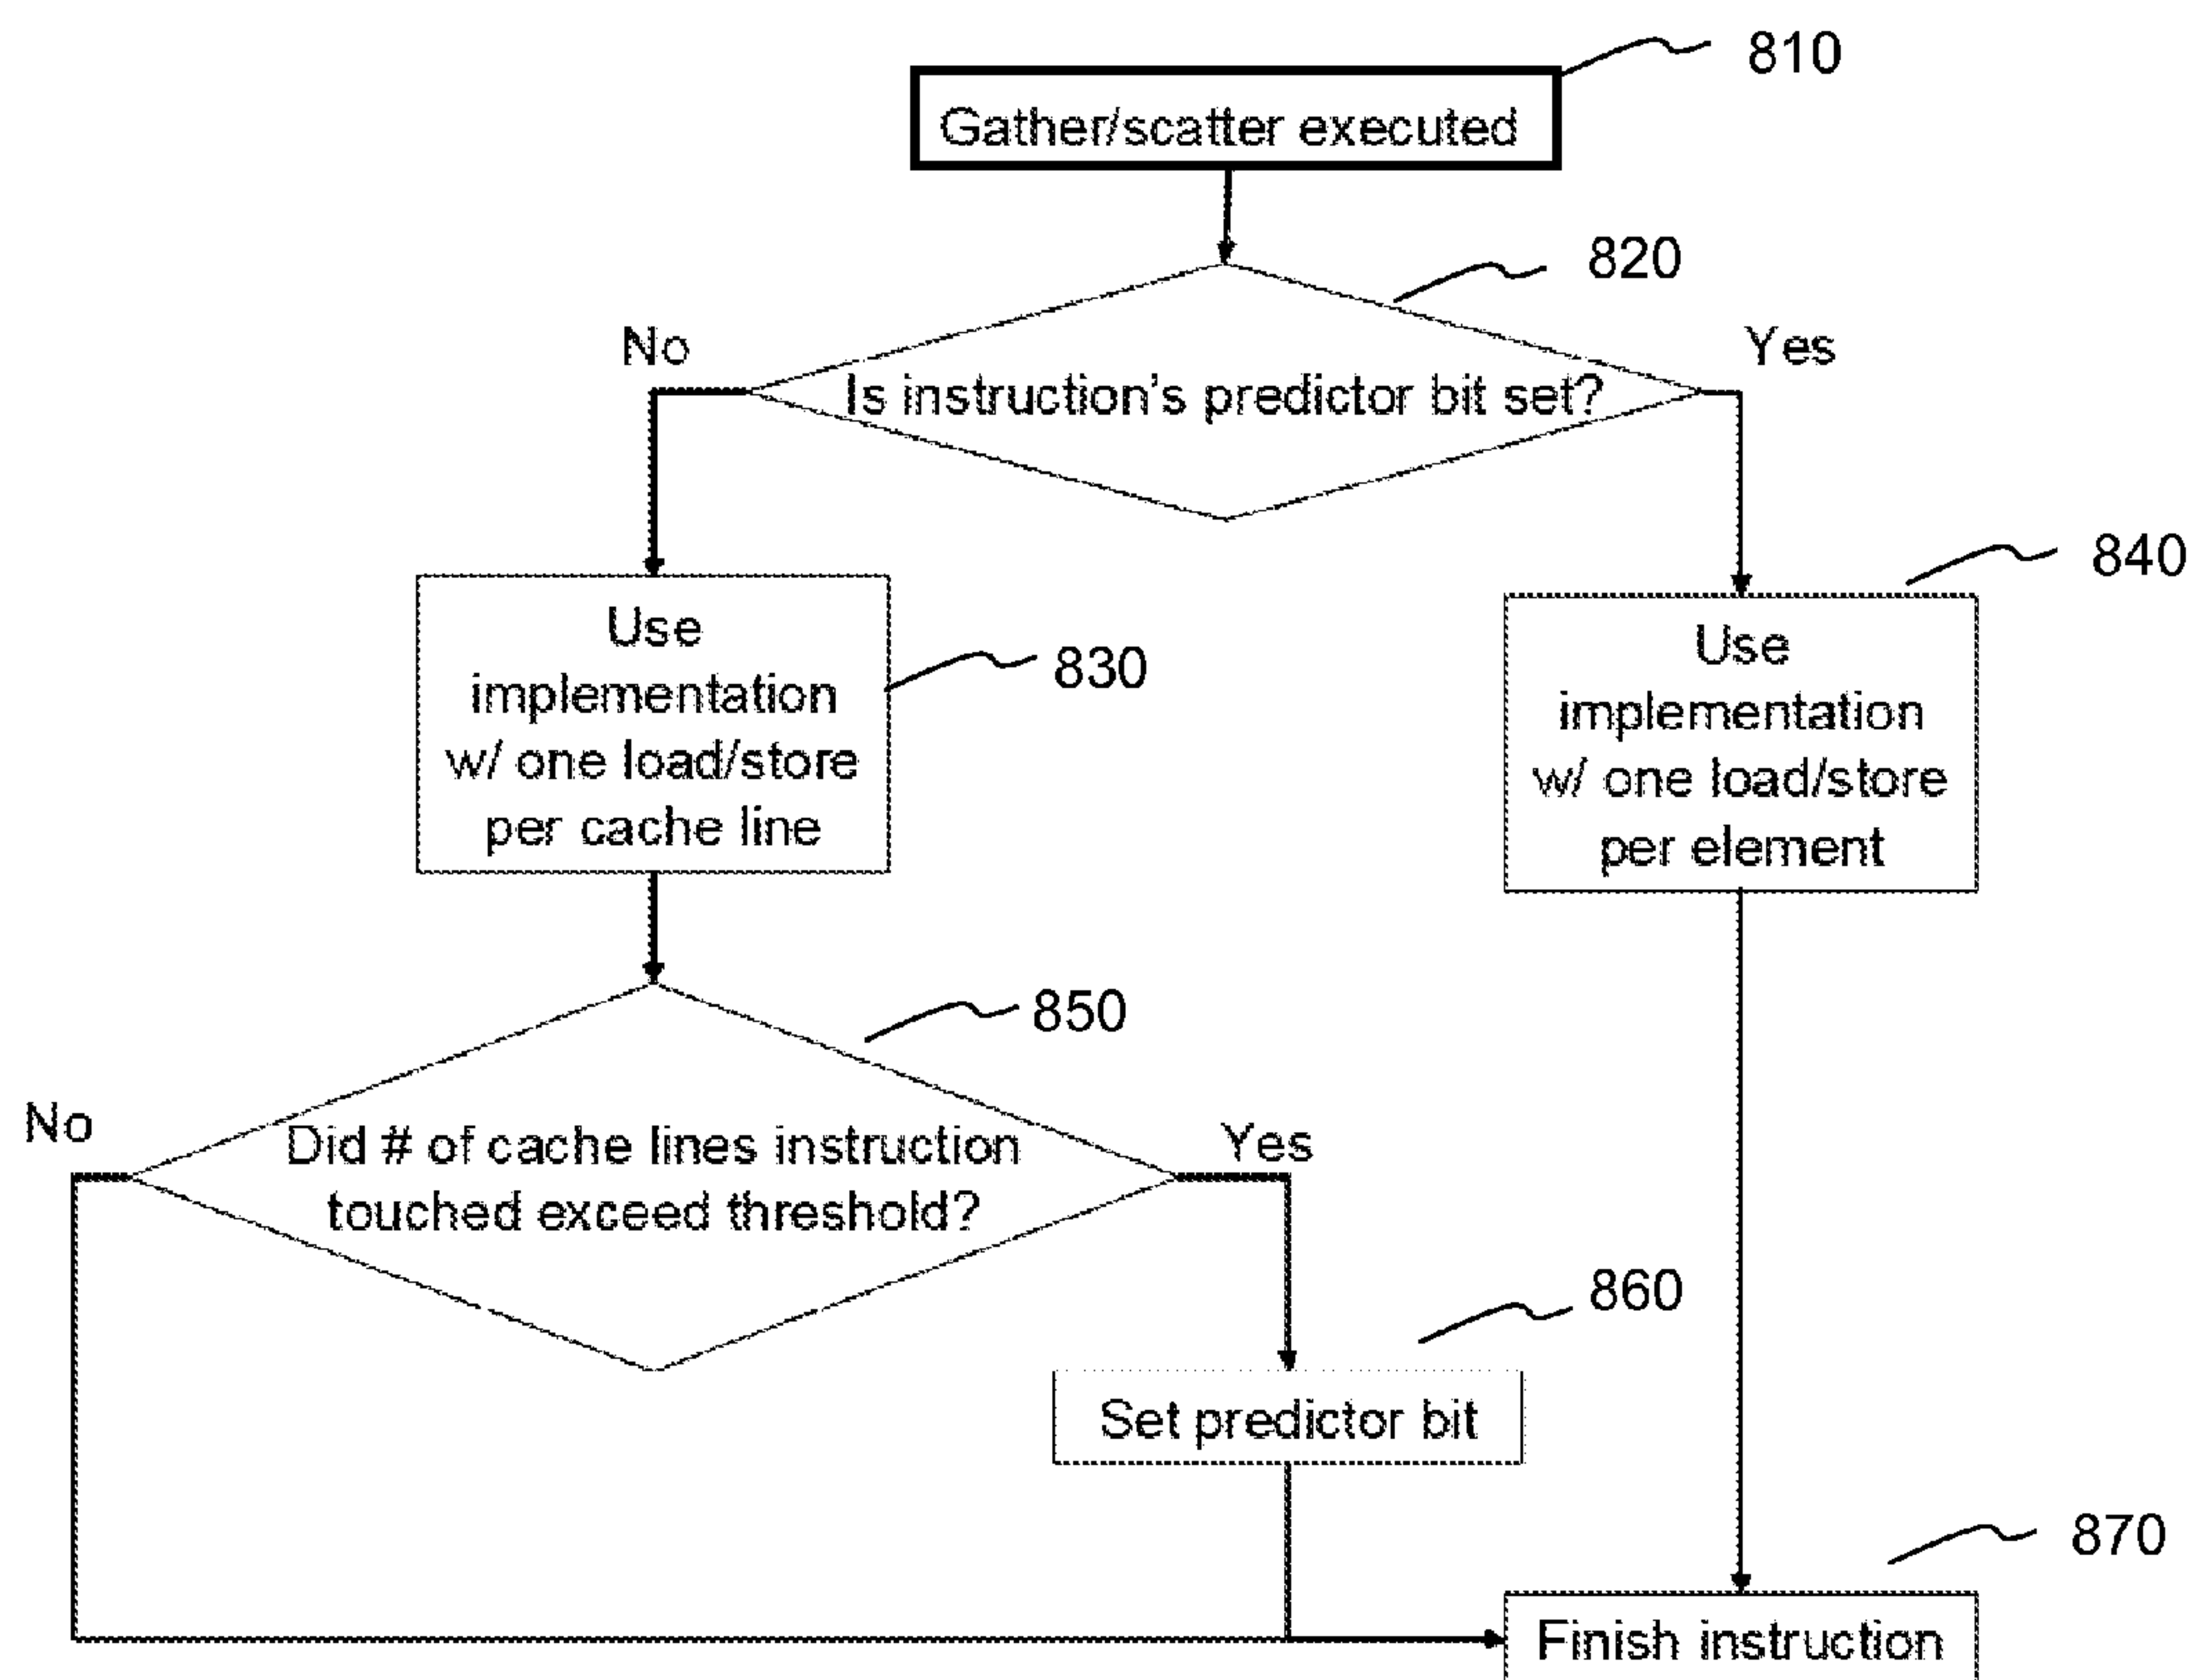 810
Gather/scatter executed
820
No
Yes
Is instruction's predictor bit set?
840
Use
implementation
w/ one load/store
per cache line
830
Use
implementation
w/ one load/store
per element
850
No
Did # of cache lines instruction
touched exceed threshold?
Yes
860
Set predictor bit
870
Finish instruction